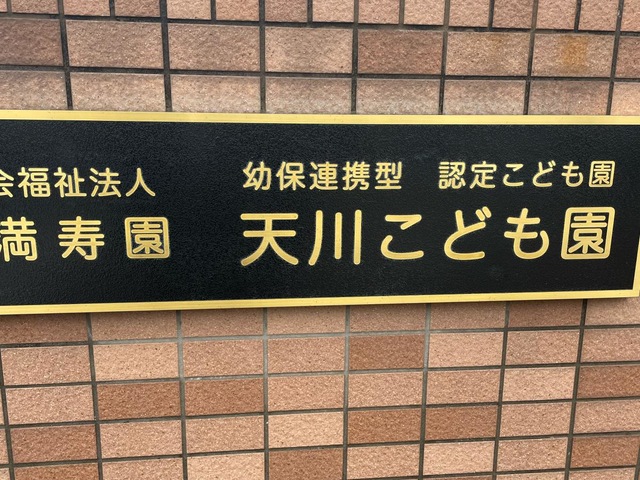 会福祉法人
満寿園
幼保連携型 認定こども園
天川こども園